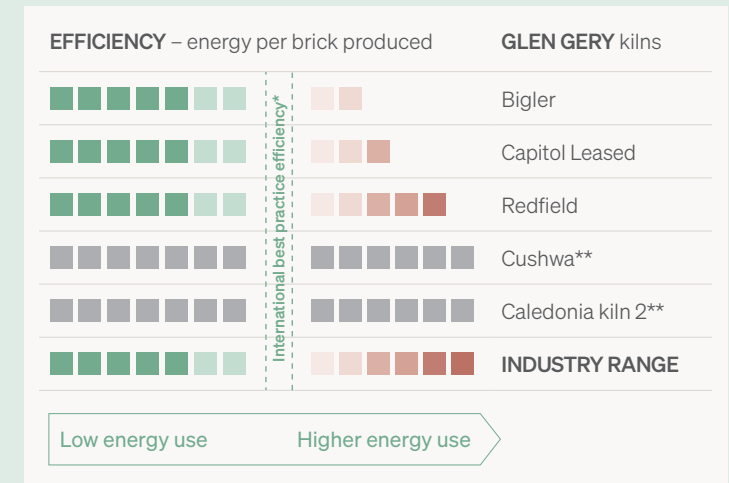 EFFICIENCY – energy per brick produced
GLEN GERY kilns
International best practice efficiency*
Bigler
Capitol Leased
Redfield
Cushwa**
Caledonia kiln 2**
INDUSTRY RANGE
Low energy use
Higher energy use